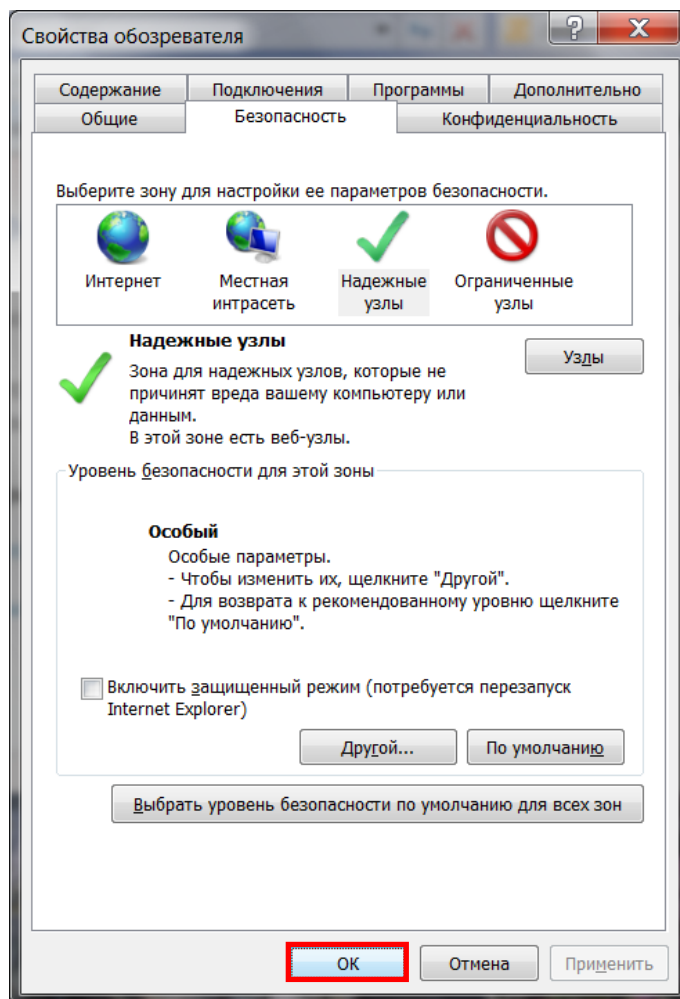 Свойства обозревателя
Содержание Подключения Программы Дополнительно
Общие Безопасность Конфиденциальность
Выберите зону для настройки ее параметров безопасности.
Интернет Местная интрасеть Надежные узлы Ограниченные узлы
Надежные узлы
Узлы
Зона для надежных узлов, которые не
причинят вреда вашему компьютеру или
данным.
В этой зоне есть веб-узлы.
Уровень безопасности для этой зоны
Особый
Особые параметры.
- Чтобы изменить их, щелкните "Другой".
- Для возврата к рекомендованному уровню щелкните
"По умолчанию".
Включить защищенный режим (потребуется перезапуск
Internet Explorer)
Другой... По умолчанию
Выбрать уровень безопасности по умолчанию для всех зон
ОК Отмена Применить